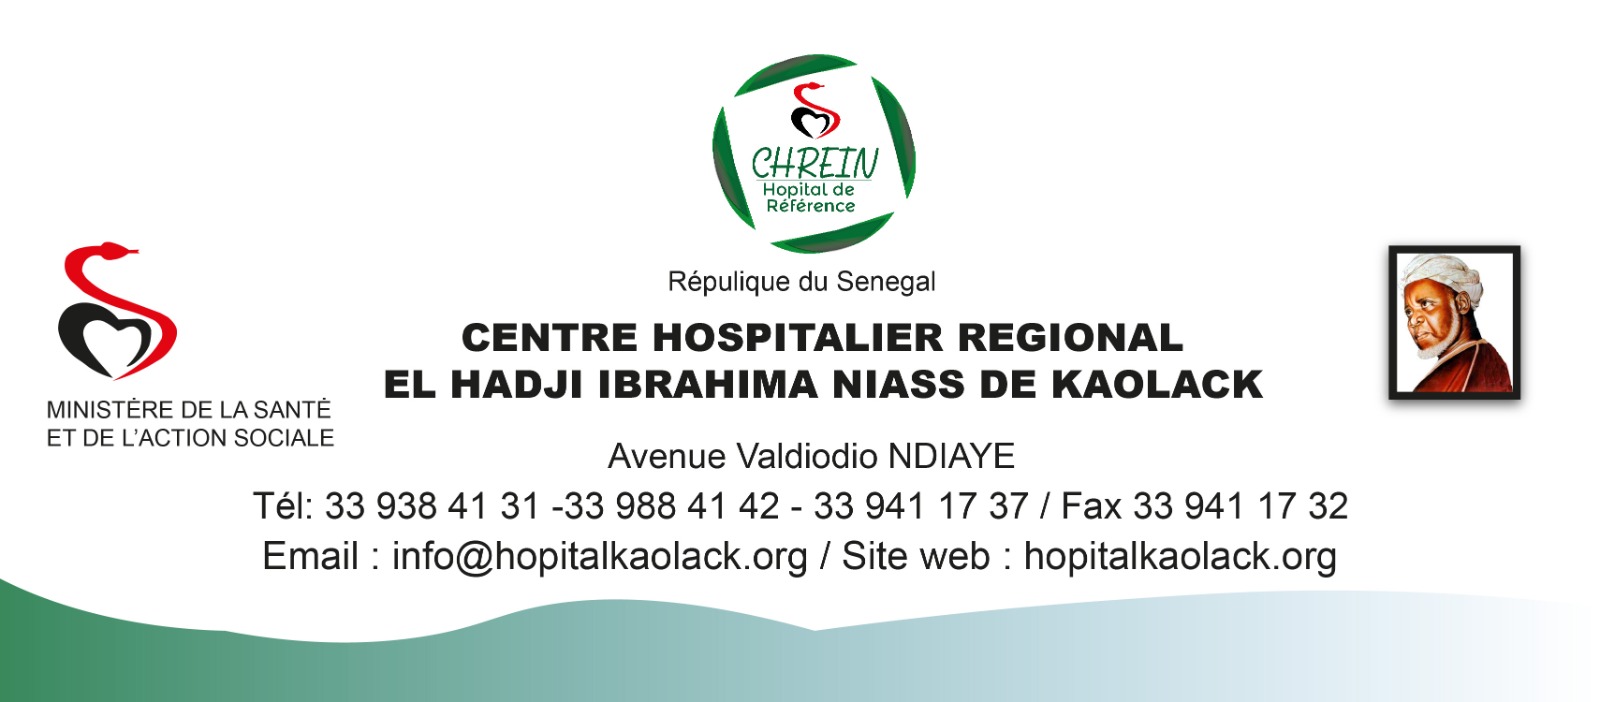 CHREIN
Hopital de
Référence
Répulique du Senegal
CENTRE HOSPITALIER REGIONAL
EL HADJI IBRAHIMA NIASS DE KAOLACK
MINISTÈRE DE LA SANTÉ
ET DE L’ACTION SOCIALE
Avenue Valdiodio NDIAYE
Tél: 33 938 41 31 -33 988 41 42 - 33 941 17 37 / Fax 33 941 17 32
Email : info@hopitalkaolack.org / Site web : hopitalkaolack.org